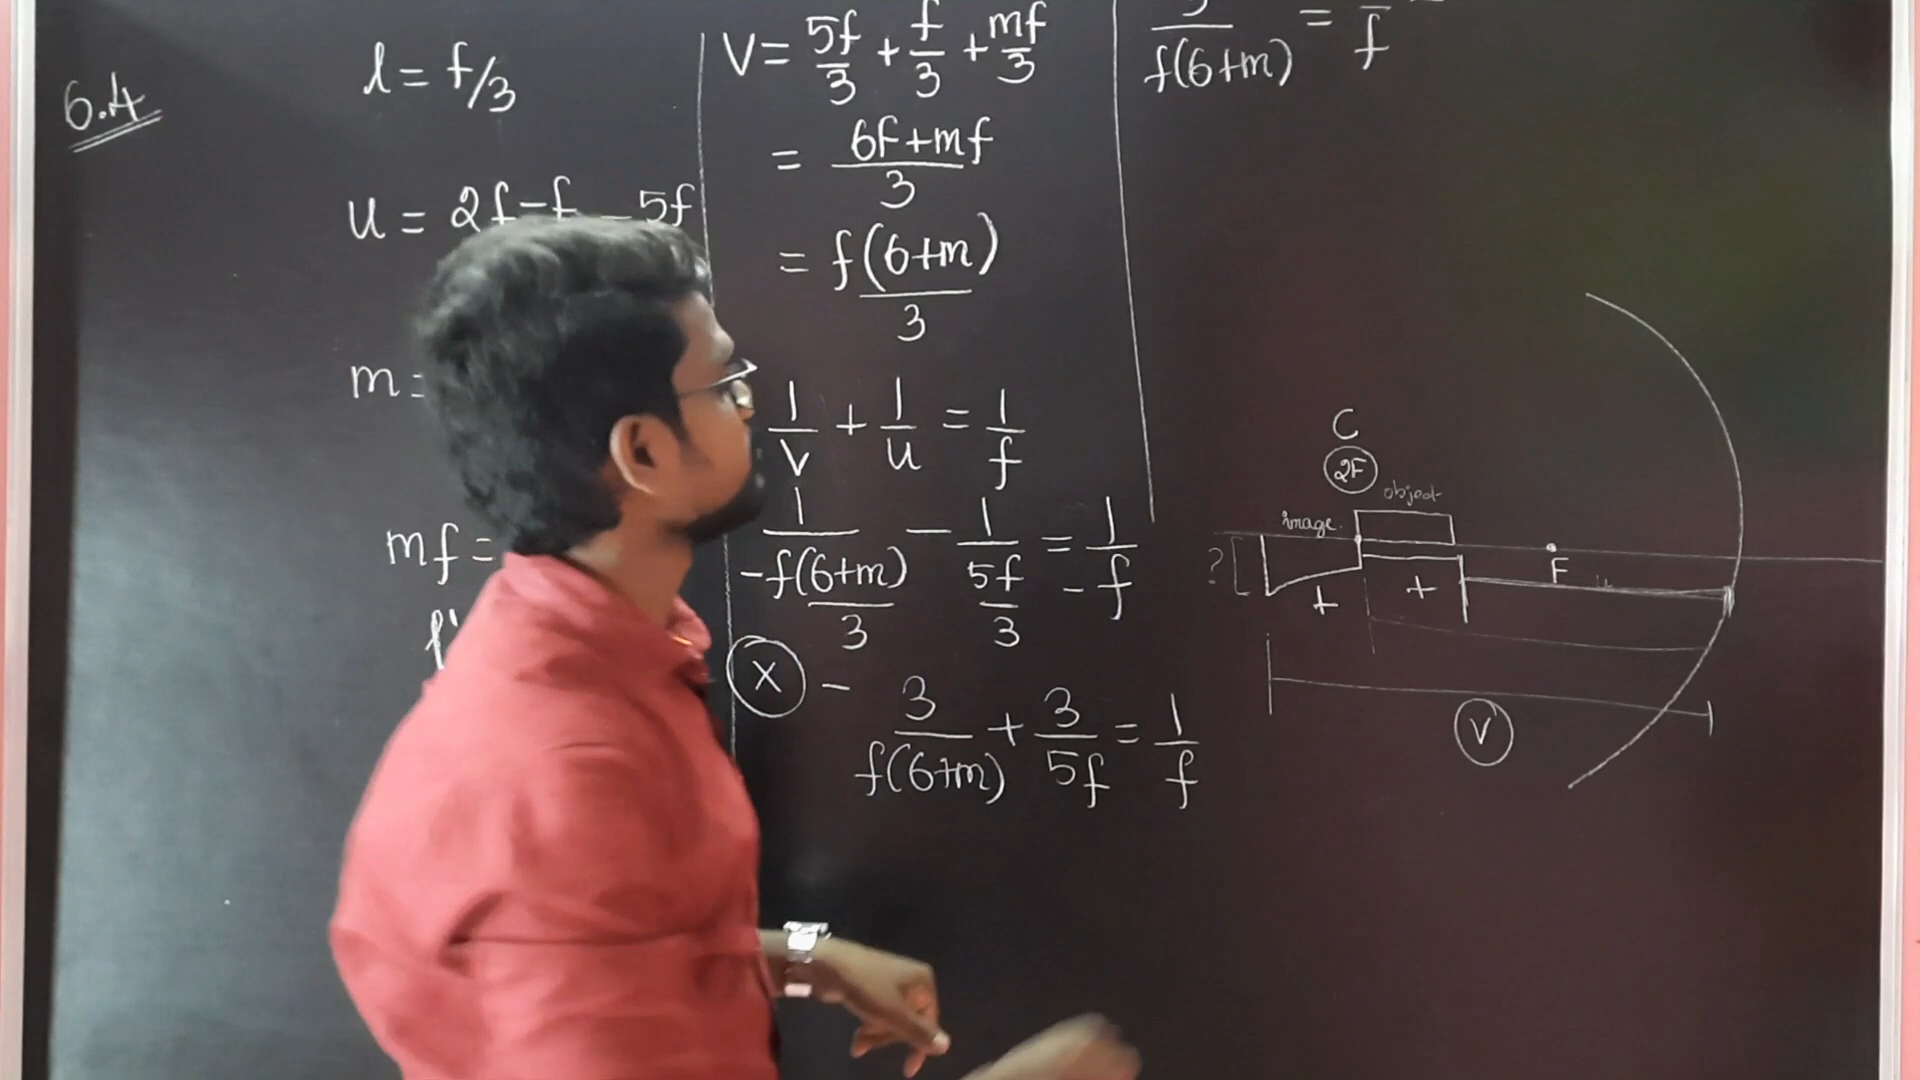 6.4
l = f/3
u = 2f - f = 5f
m =
mf =
l'
V = 5f/3 + f/3 + mf/3
= 6f+mf/3
= f(6+m)/3
1/v + 1/u = 1/f
1/-f(6+m)/3 - 1/5f/3 = 1/-f
X - 3/f(6+m) + 3/5f = 1/f
3/f(6+m) = /f
C
2F
object
image
?
F
+
+
V